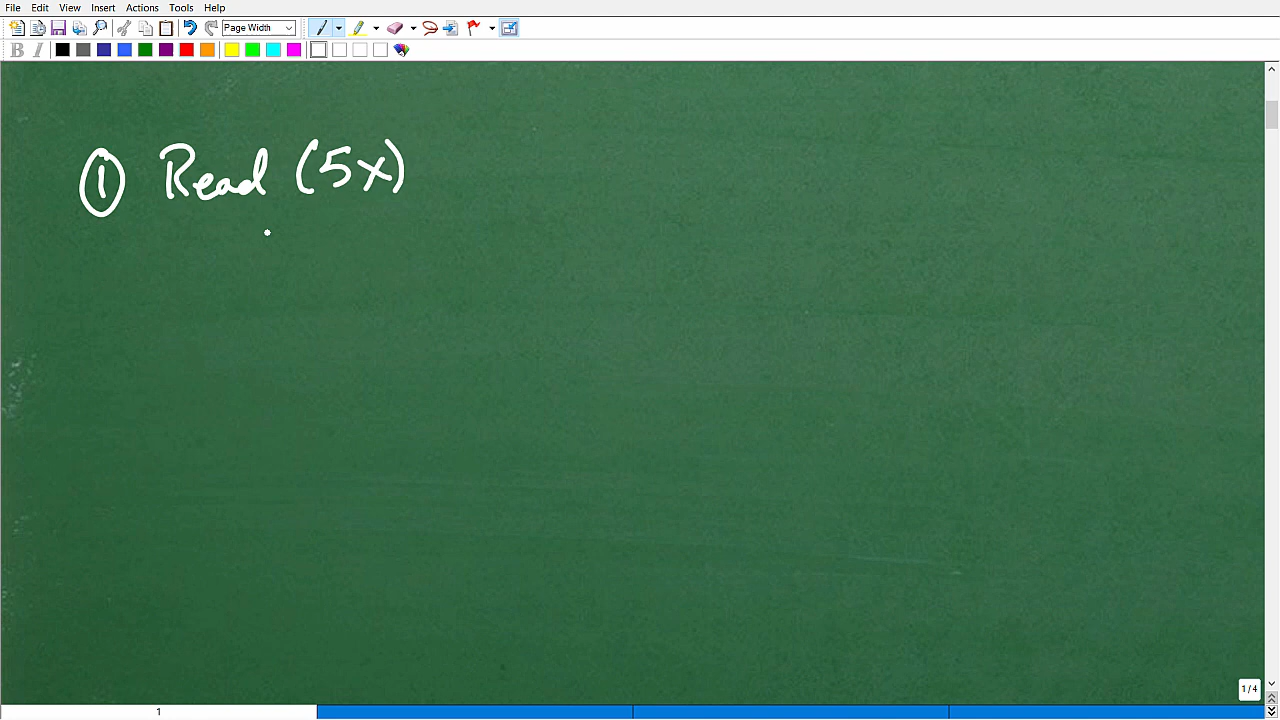 File Edit View Insert Actions Tools Help
Page Width
B I
① Read (5x)
1/4
1